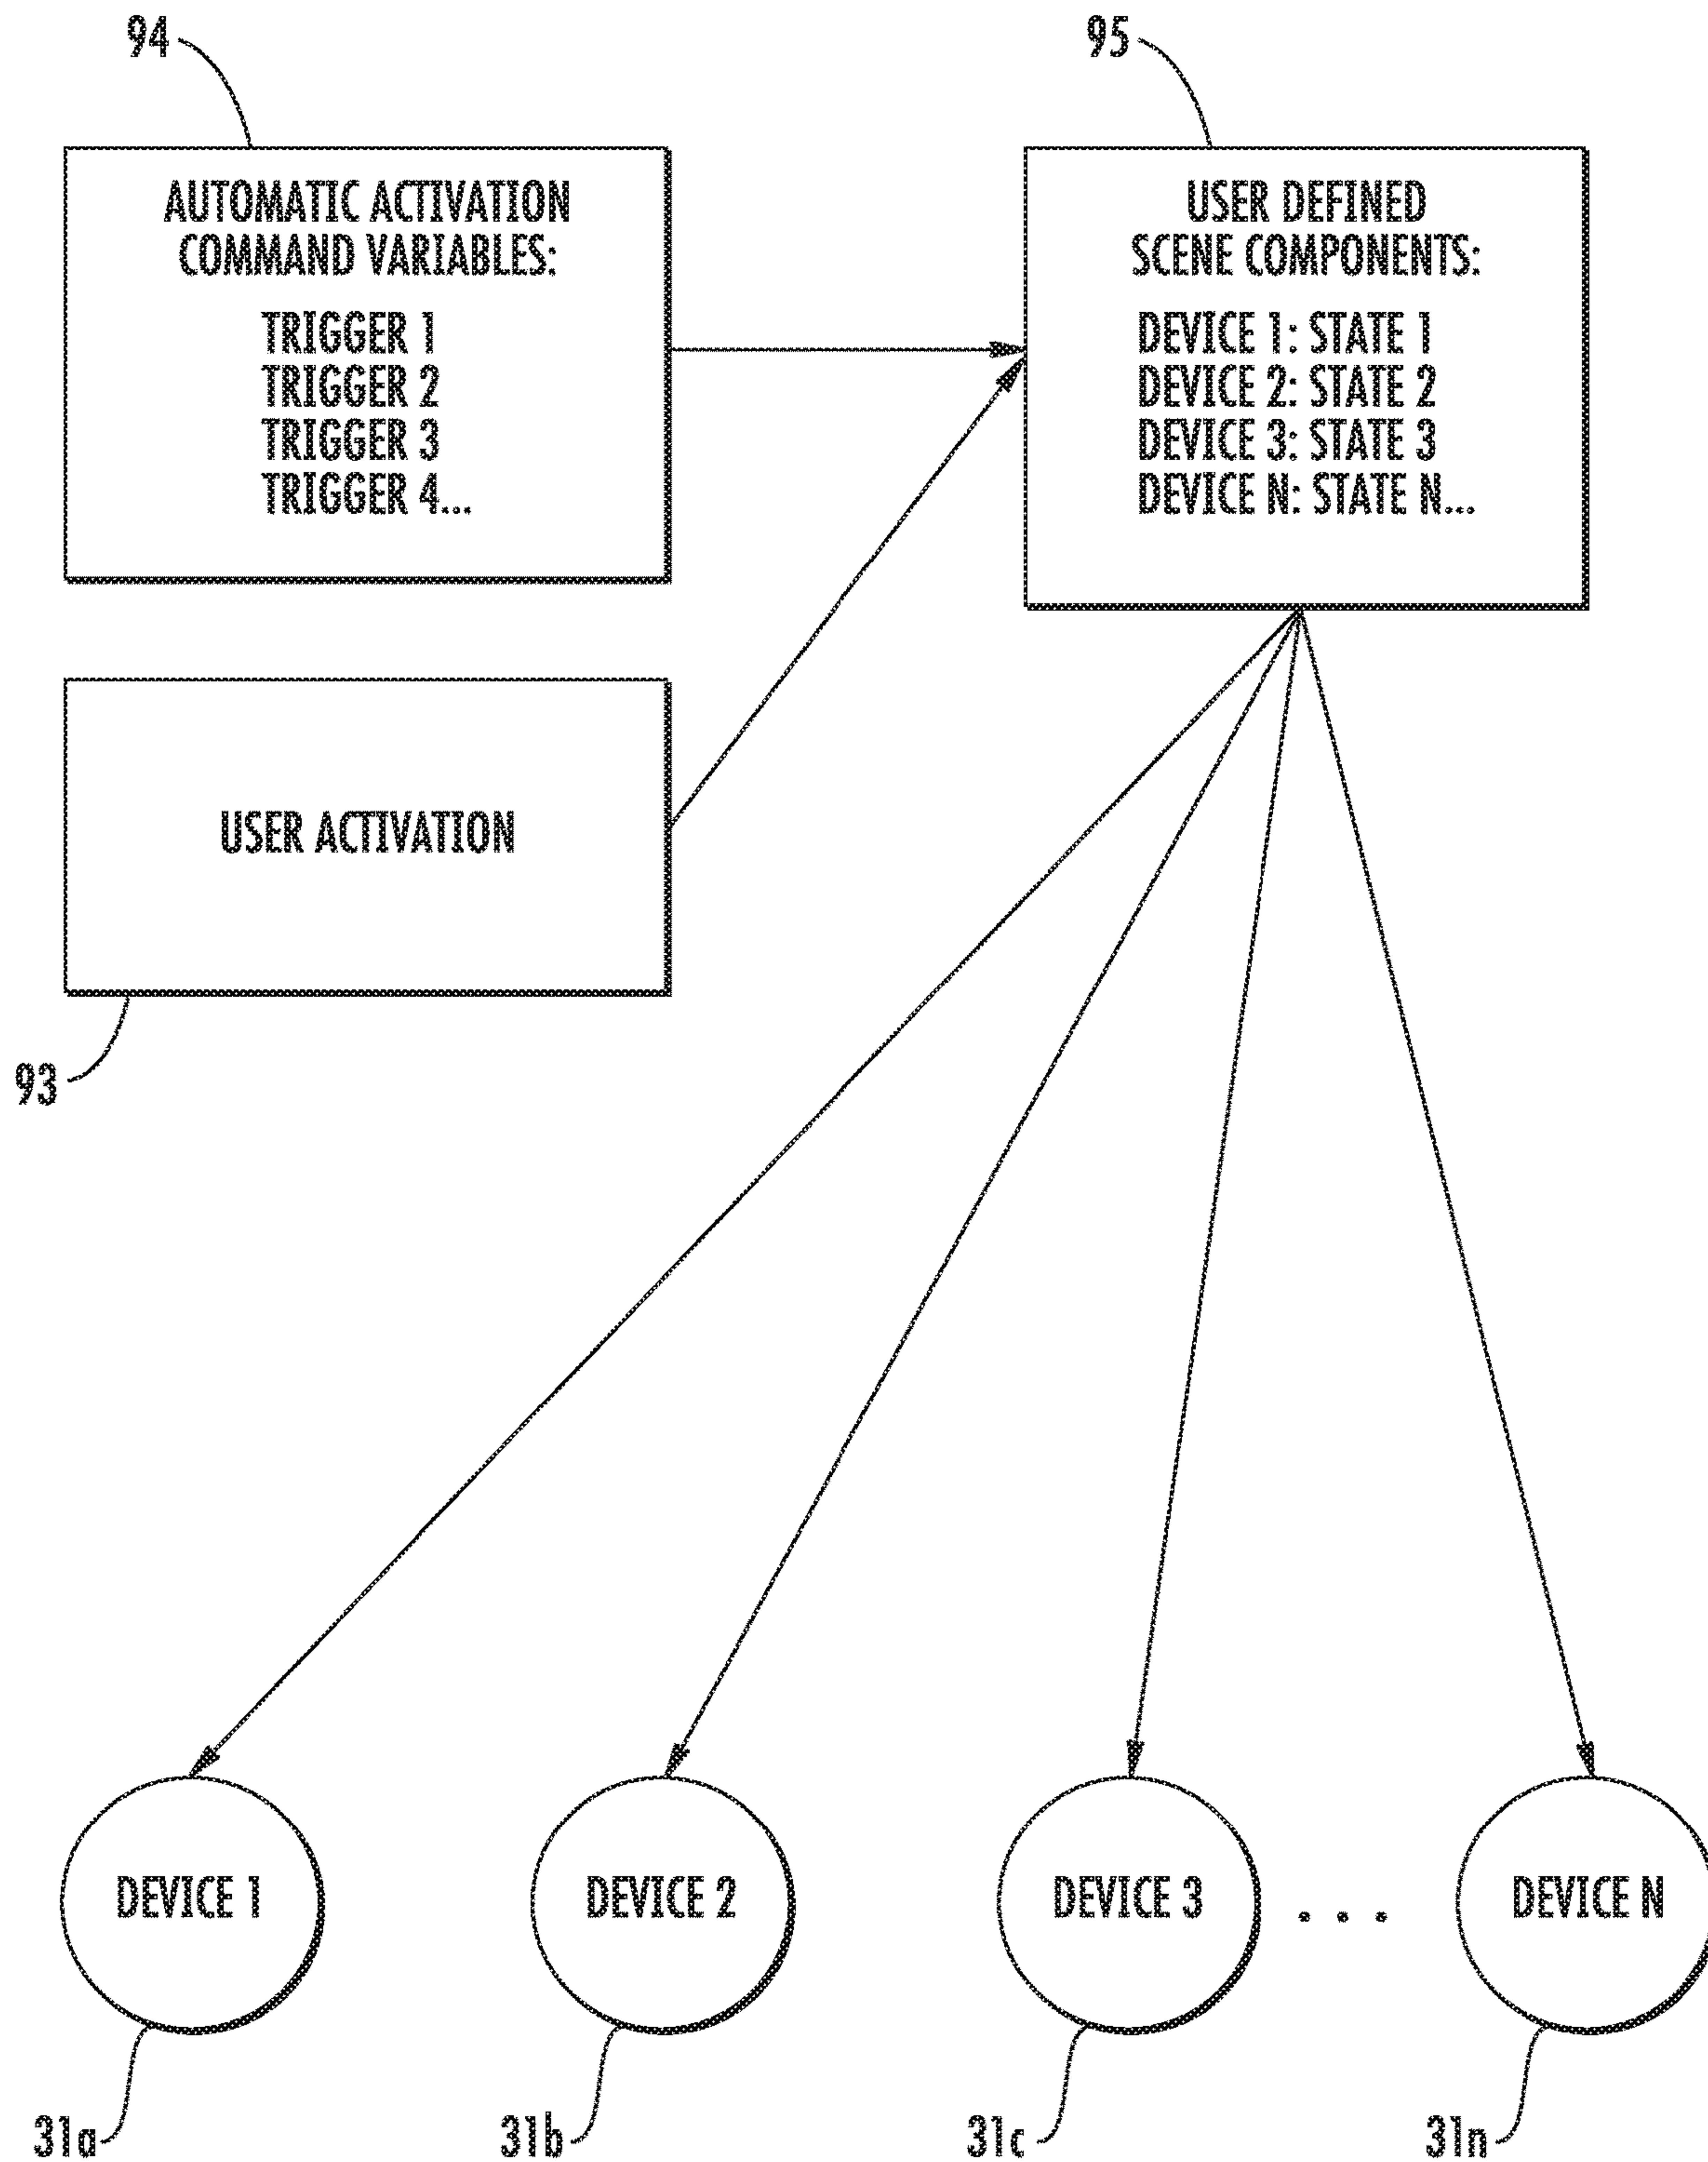 94
95
AUTOMATIC ACTIVATION
COMMAND VARIABLES:
TRIGGER 1
TRIGGER 2
TRIGGER 3
TRIGGER 4...
USER DEFINED
SCENE COMPONENTS:
DEVICE 1: STATE 1
DEVICE 2: STATE 2
DEVICE 3: STATE 3
DEVICE N: STATE N...
USER ACTIVATION
93
DEVICE 1
DEVICE 2
DEVICE 3
...
DEVICE N
31a
31b
31c
31n